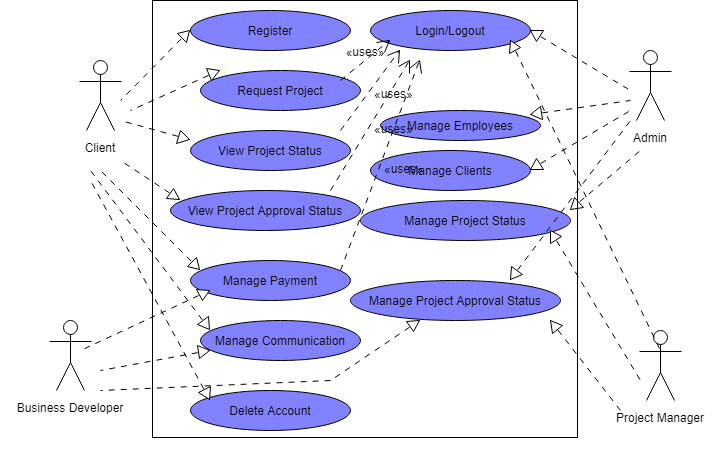 Register
Login/Logout
«uses»
Request Project
«uses»
Manage Employees
Client
View Project Status
«uses»
Admin
«uses»
Manage Clients
View Project Approval Status
Manage Project Status
Manage Payment
Manage Project Approval Status
Manage Communication
Business Developer
Delete Account
Project Manager